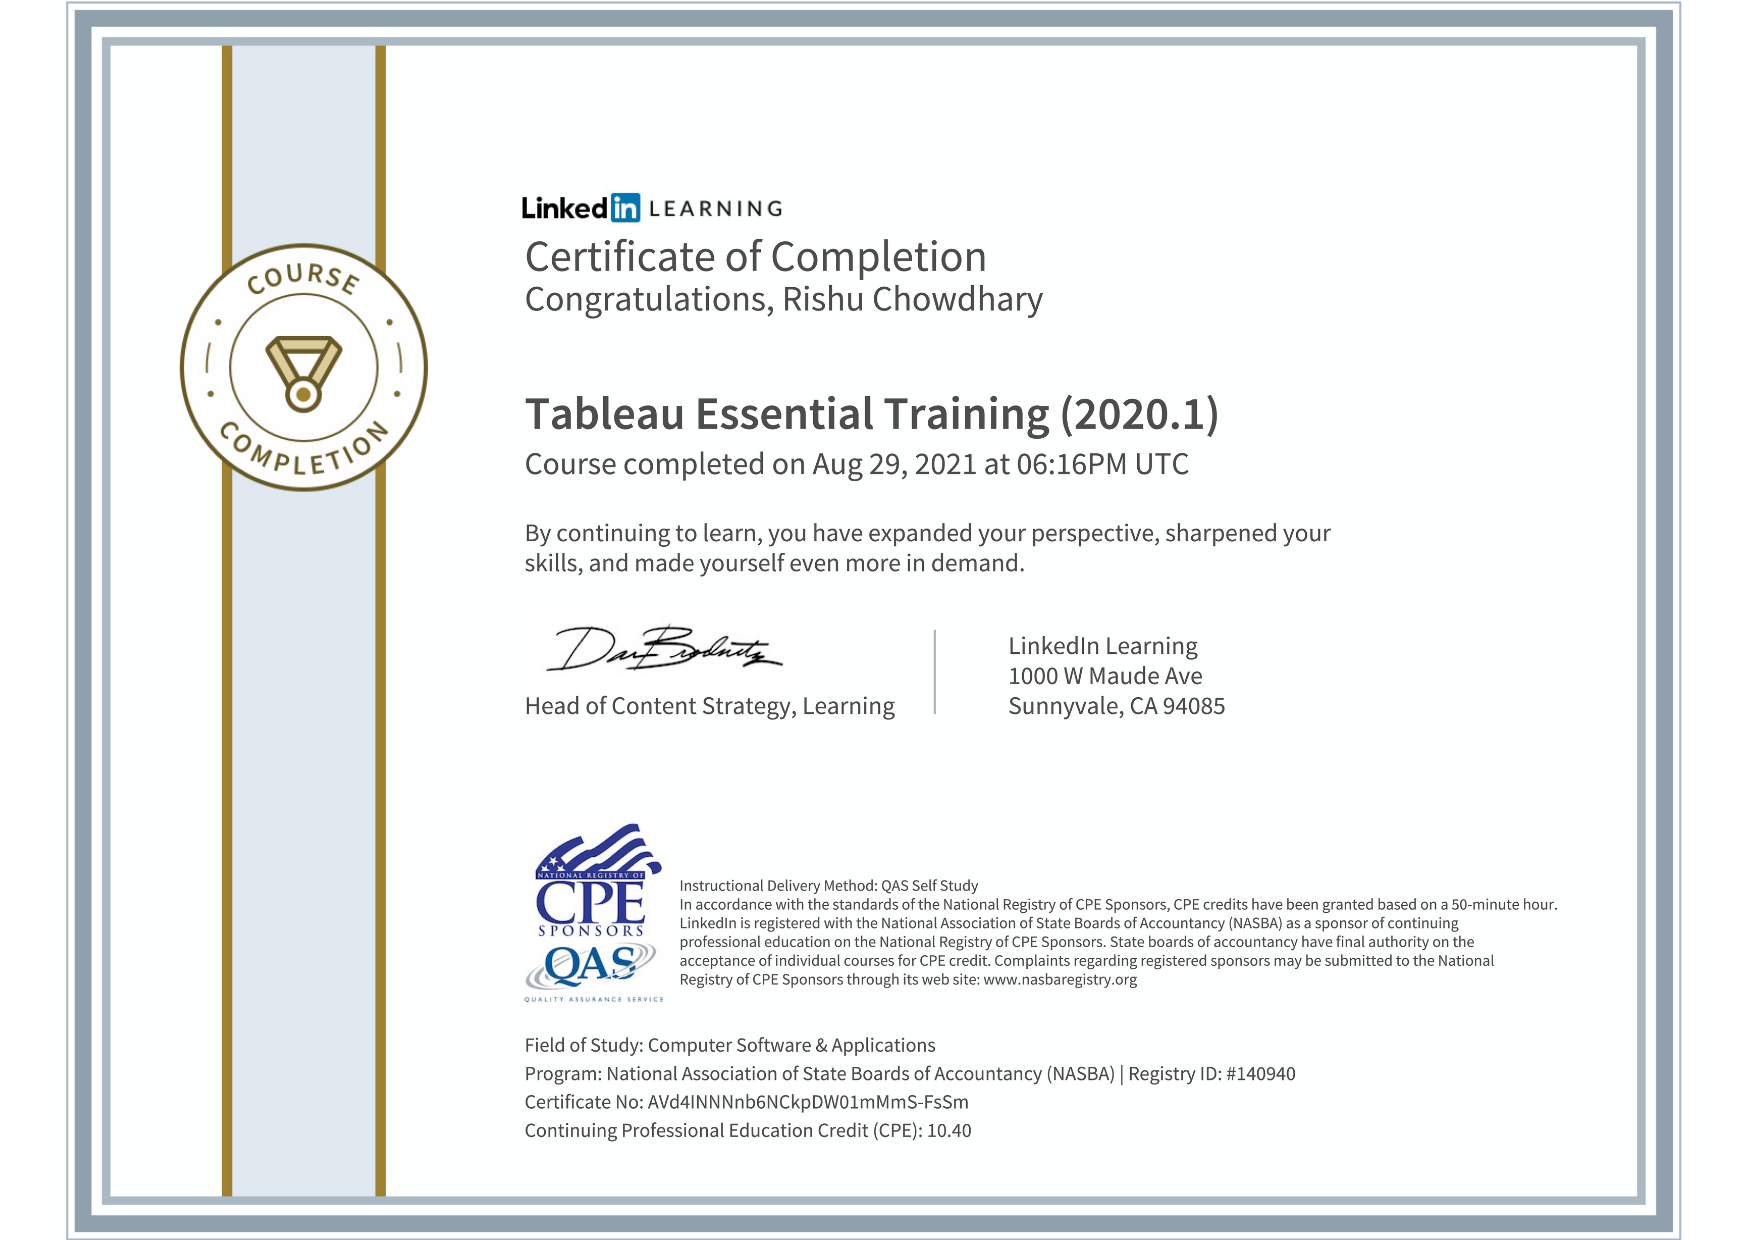 COURSE
COMPLETION
Linked in LEARNING
Certificate of Completion
Congratulations, Rishu Chowdhary
Tableau Essential Training (2020.1)
Course completed on Aug 29, 2021 at 06:16PM UTC
By continuing to learn, you have expanded your perspective, sharpened your
skills, and made yourself even more in demand.
Head of Content Strategy, Learning
LinkedIn Learning
1000 W Maude Ave
Sunnyvale, CA 94085
NATIONAL REGISTRY OF
CPE
SPONSORS
QAS
QUALITY ASSURANCE SERVICE
Instructional Delivery Method: QAS Self Study
In accordance with the standards of the National Registry of CPE Sponsors, CPE credits have been granted based on a 50-minute hour.
LinkedIn is registered with the National Association of State Boards of Accountancy (NASBA) as a sponsor of continuing
professional education on the National Registry of CPE Sponsors. State boards of accountancy have final authority on the
acceptance of individual courses for CPE credit. Complaints regarding registered sponsors may be submitted to the National
Registry of CPE Sponsors through its web site: www.nasbaregistry.org
Field of Study: Computer Software & Applications
Program: National Association of State Boards of Accountancy (NASBA) | Registry ID: #140940
Certificate No: AVd4INNNnb6NCkpDW01mMmS-FsSm
Continuing Professional Education Credit (CPE): 10.40